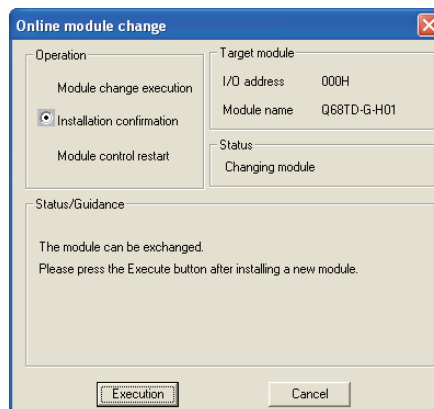 Online module change
Operation
Module change execution
Installation confirmation
Module control restart
Target module
I/O address 000H
Module name Q68TD-G-H01
Status
Changing module
Status/Guidance
The module can be exchanged.
Please press the Execute button after installing a new module.
Execution
Cancel